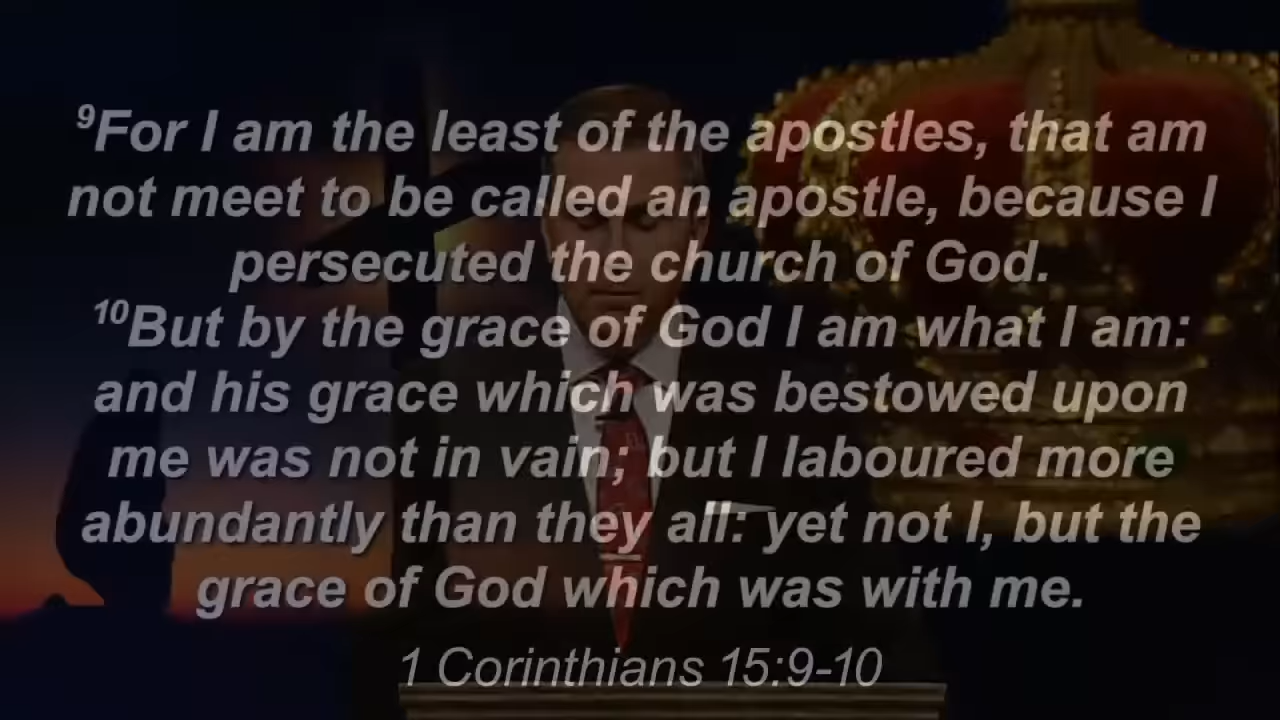 ⁹For I am the least of the apostles, that am
not meet to be called an apostle, because I
persecuted the church of God.
¹⁰But by the grace of God I am what I am:
and his grace which was bestowed upon
me was not in vain; but I laboured more
abundantly than they all: yet not I, but the
grace of God which was with me.
1 Corinthians 15:9-10